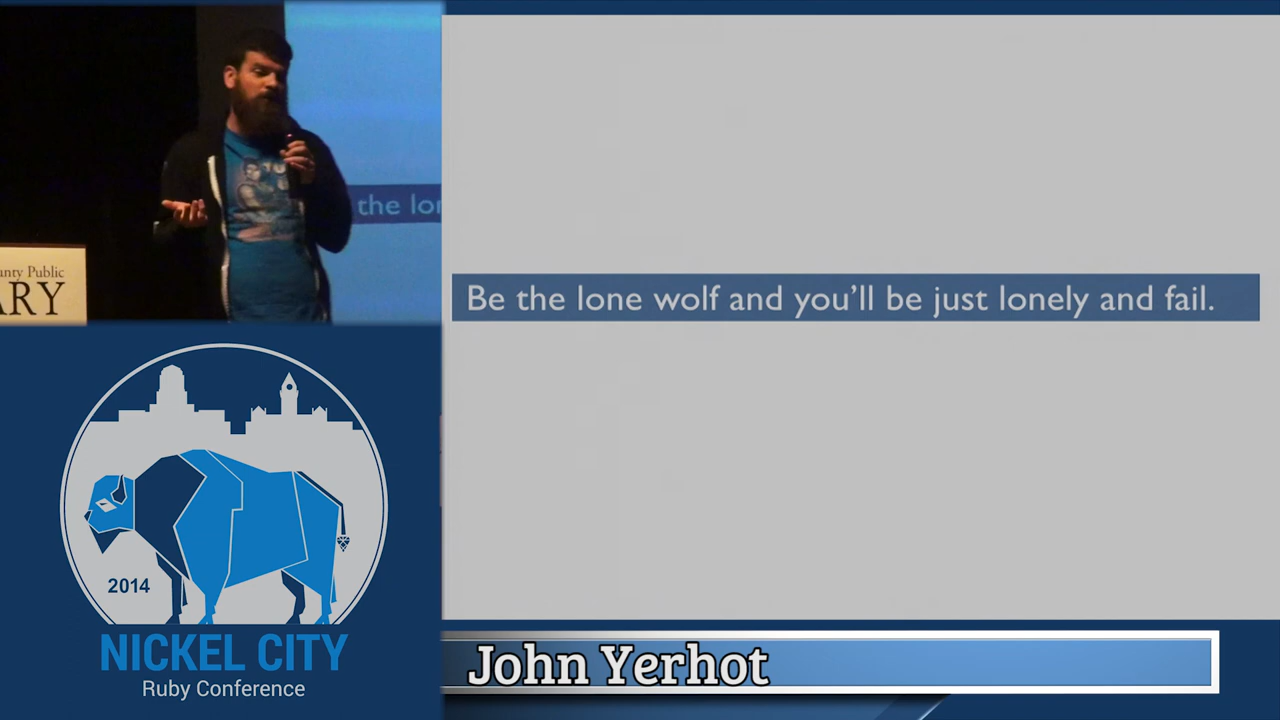 the lor
unty Public
ARY
Be the lone wolf and you'll be just lonely and fail.
2014
NICKEL CITY
Ruby Conference
John Yerhot